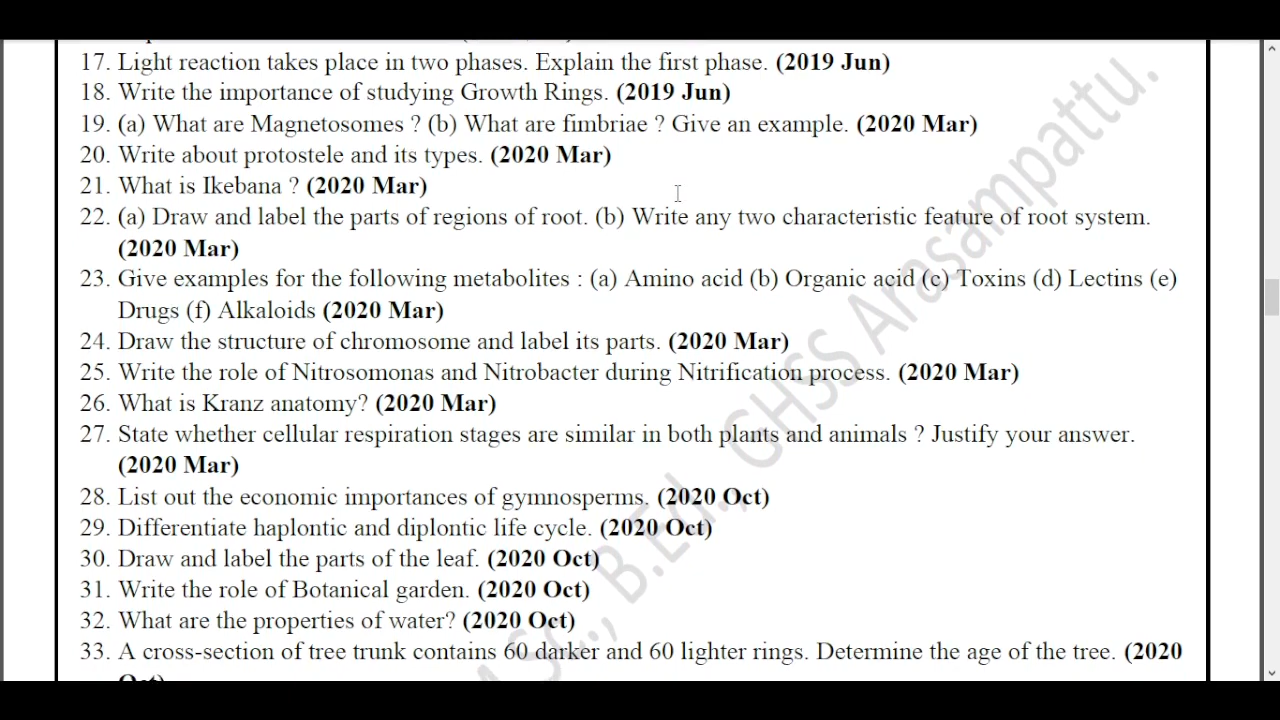 17. Light reaction takes place in two phases. Explain the first phase. (2019 Jun)
18. Write the importance of studying Growth Rings. (2019 Jun)
19. (a) What are Magnetosomes ? (b) What are fimbriae ? Give an example. (2020 Mar)
20. Write about protostele and its types. (2020 Mar)
21. What is Ikebana ? (2020 Mar)
22. (a) Draw and label the parts of regions of root. (b) Write any two characteristic feature of root system.
(2020 Mar)
23. Give examples for the following metabolites : (a) Amino acid (b) Organic acid (c) Toxins (d) Lectins (e)
Drugs (f) Alkaloids (2020 Mar)
24. Draw the structure of chromosome and label its parts. (2020 Mar)
25. Write the role of Nitrosomonas and Nitrobacter during Nitrification process. (2020 Mar)
26. What is Kranz anatomy? (2020 Mar)
27. State whether cellular respiration stages are similar in both plants and animals ? Justify your answer.
(2020 Mar)
28. List out the economic importances of gymnosperms. (2020 Oct)
29. Differentiate haplontic and diplontic life cycle. (2020 Oct)
30. Draw and label the parts of the leaf. (2020 Oct)
31. Write the role of Botanical garden. (2020 Oct)
32. What are the properties of water? (2020 Oct)
33. A cross-section of tree trunk contains 60 darker and 60 lighter rings. Determine the age of the tree. (2020
Oct)
M.Sc., B.Ed., GHSS Arasampattu.